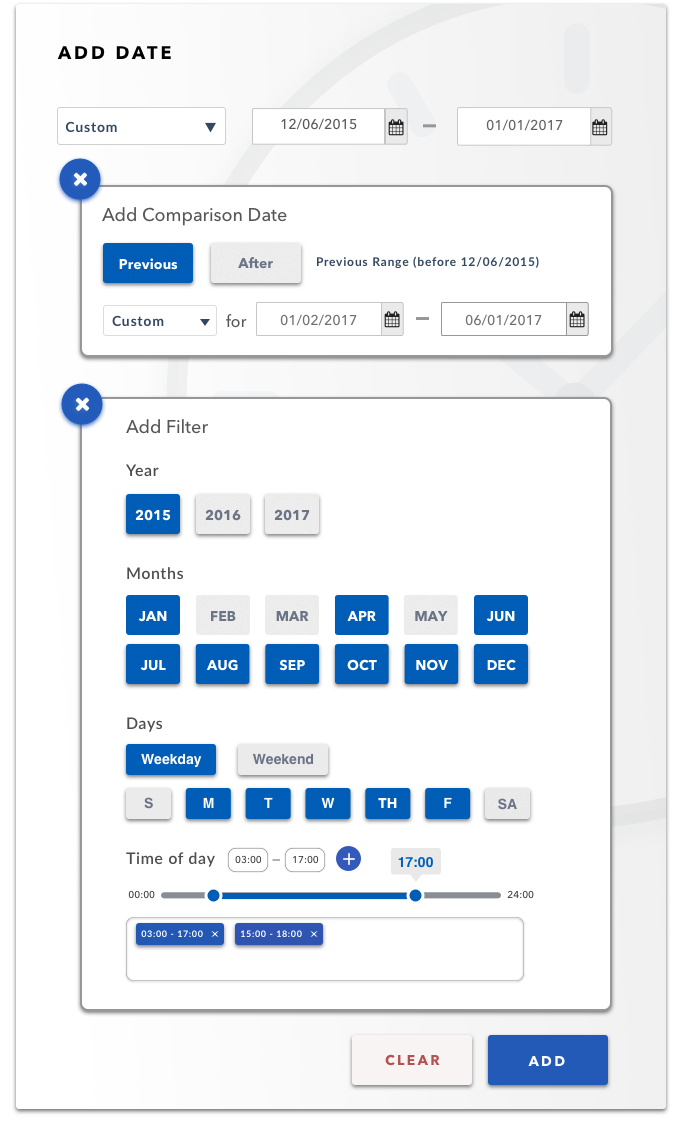 ADD DATE
Custom 12/06/2015 – 01/01/2017
Add Comparison Date
Previous After Previous Range (before 12/06/2015)
Custom for 01/02/2017 – 06/01/2017
Add Filter
Year
2015 2016 2017
Months
JAN FEB MAR APR MAY JUN
JUL AUG SEP OCT NOV DEC
Days
Weekday Weekend
S M T W TH F SA
Time of day 03:00 – 17:00 + 17:00
00:00 24:00
03:00 - 17:00 × 15:00 - 18:00 ×
CLEAR ADD